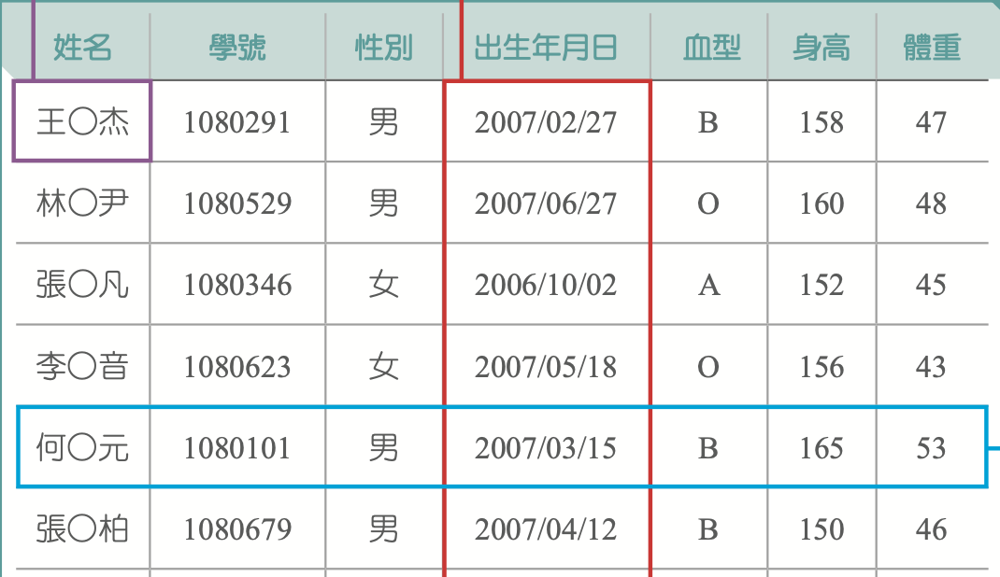 姓名 學號 性別 出生年月日 血型 身高 體重
王〇杰 1080291 男 2007/02/27 B 158 47
林〇尹 1080529 男 2007/06/27 O 160 48
張〇凡 1080346 女 2006/10/02 A 152 45
李〇音 1080623 女 2007/05/18 O 156 43
何〇元 1080101 男 2007/03/15 B 165 53
張〇柏 1080679 男 2007/04/12 B 150 46